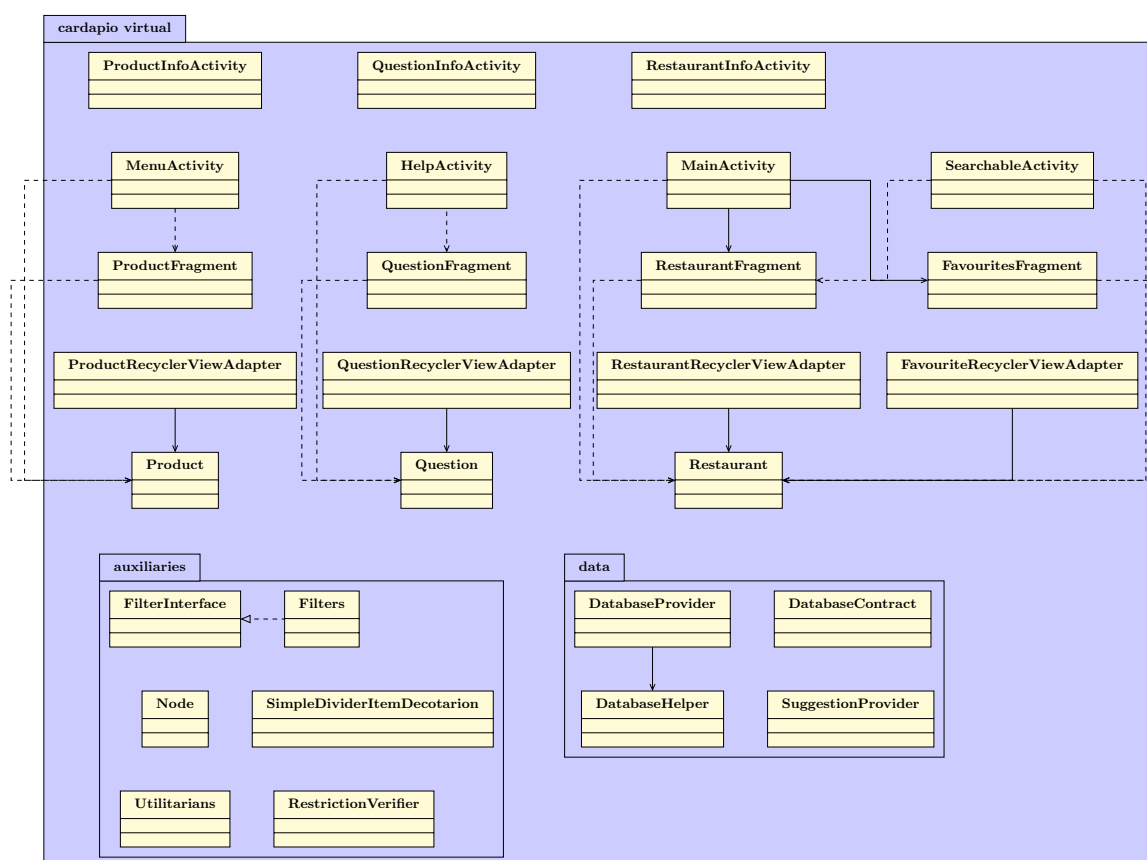 cardapio virtual
ProductInfoActivity
QuestionInfoActivity
RestaurantInfoActivity
MenuActivity
HelpActivity
MainActivity
SearchableActivity
ProductFragment
QuestionFragment
RestaurantFragment
FavouritesFragment
ProductRecyclerViewAdapter
QuestionRecyclerViewAdapter
RestaurantRecyclerViewAdapter
FavouriteRecyclerViewAdapter
Product
Question
Restaurant
auxiliaries
FilterInterface
Filters
Node
SimpleDividerItemDecotarion
Utilitarians
RestrictionVerifier
data
DatabaseProvider
DatabaseContract
DatabaseHelper
SuggestionProvider